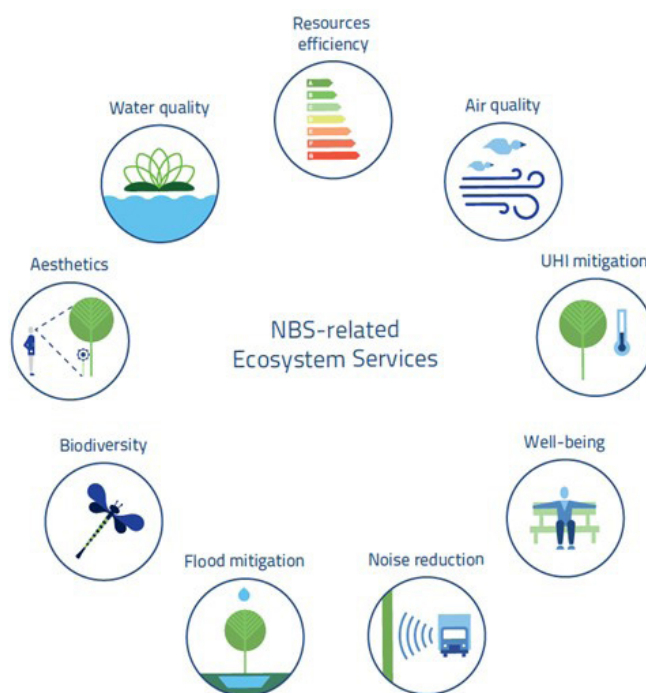 Resources
efficiency
Water quality
Air quality
Aesthetics
UHI mitigation
NBS-related
Ecosystem Services
Biodiversity
Well-being
Flood mitigation
Noise reduction